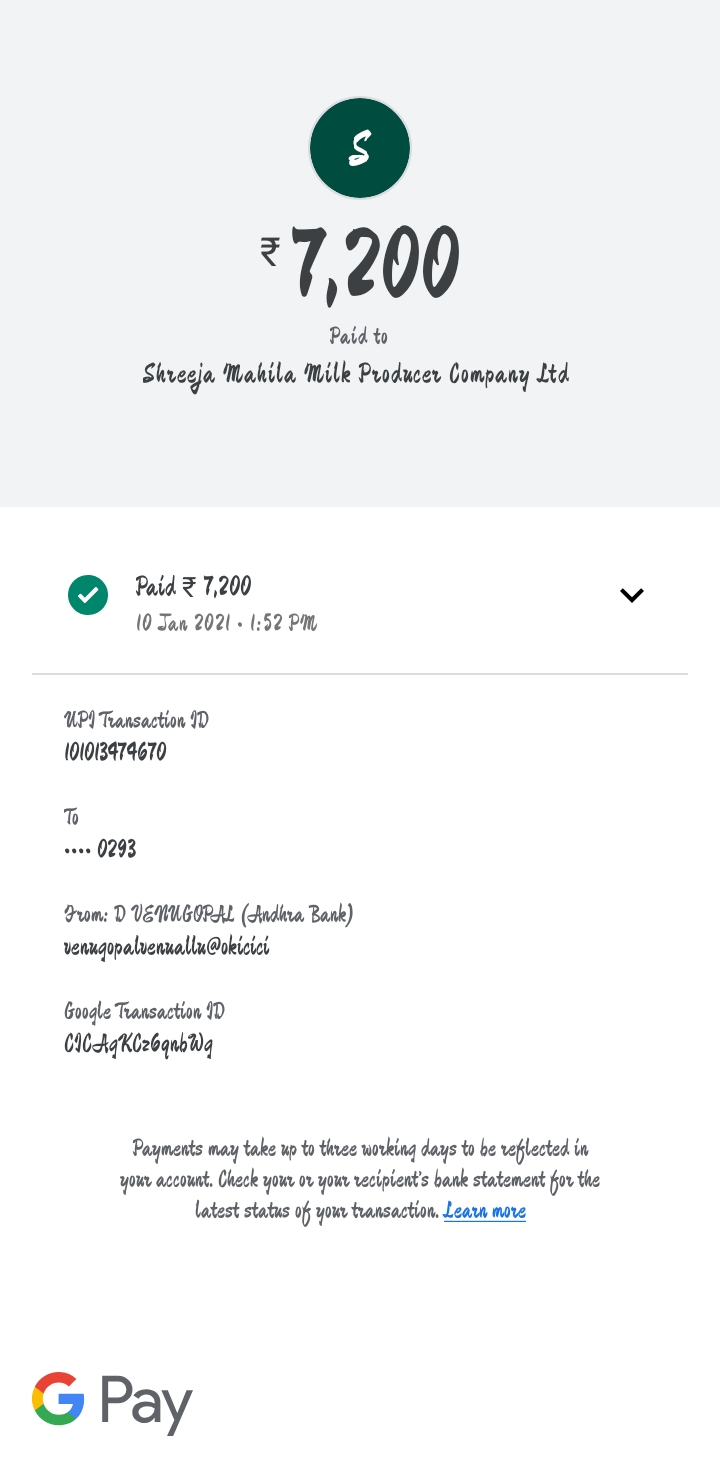 S
₹7,200
Paid to
Shreeja Mahila Milk Producer Company Ltd
Paid ₹ 7,200
10 Jan 2021 • 1:52 PM
UPI Transaction ID
101013474670
To
•••• 0293
From: D VENUGOPAL (Andhra Bank)
venugopalvenuallu@okicici
Google Transaction ID
CICAgKCz6qnbWg
Payments may take up to three working days to be reflected in
your account. Check your or your recipient's bank statement for the
latest status of your transaction. Learn more
G Pay